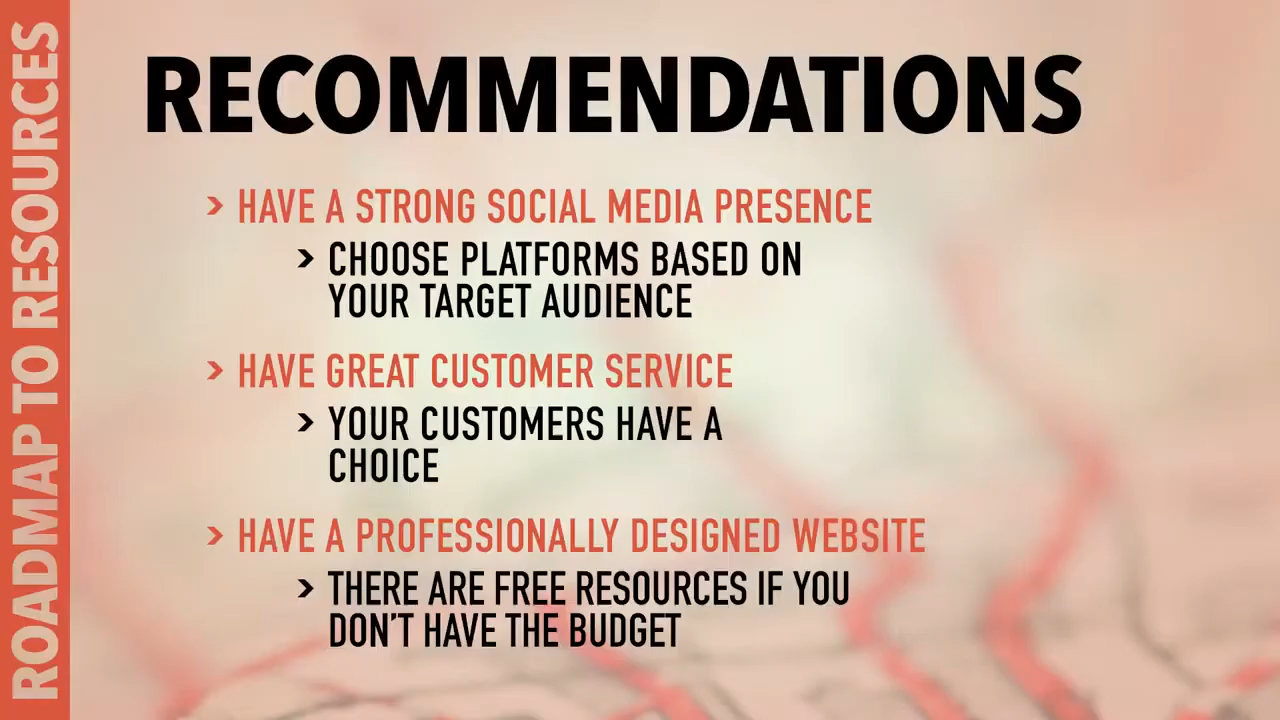 ROADMAP TO RESOURCES
RECOMMENDATIONS
› HAVE A STRONG SOCIAL MEDIA PRESENCE
› CHOOSE PLATFORMS BASED ON
YOUR TARGET AUDIENCE
› HAVE GREAT CUSTOMER SERVICE
› YOUR CUSTOMERS HAVE A
CHOICE
› HAVE A PROFESSIONALLY DESIGNED WEBSITE
› THERE ARE FREE RESOURCES IF YOU
DON'T HAVE THE BUDGET